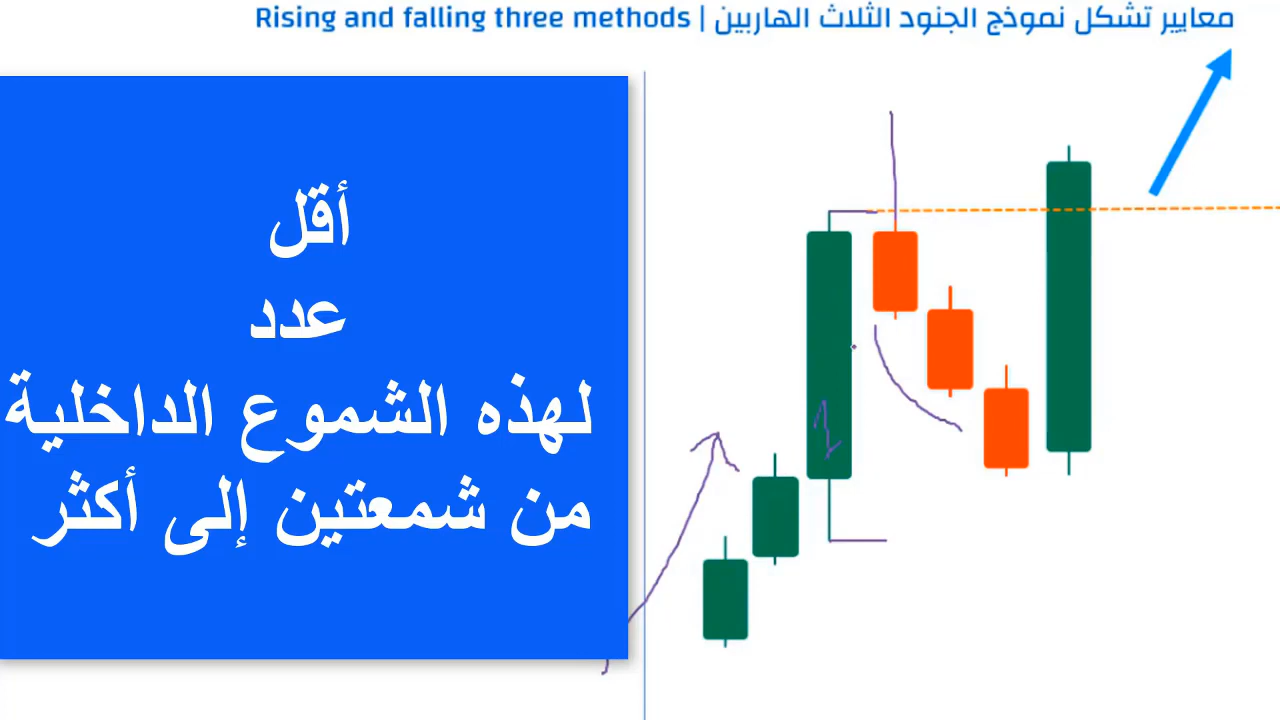 معايير تشكل نموذج الجنود الثلاث الهاربين | Rising and falling three methods
أقل
عدد
لهذه الشموع الداخلية
من شمعتين إلى أكثر